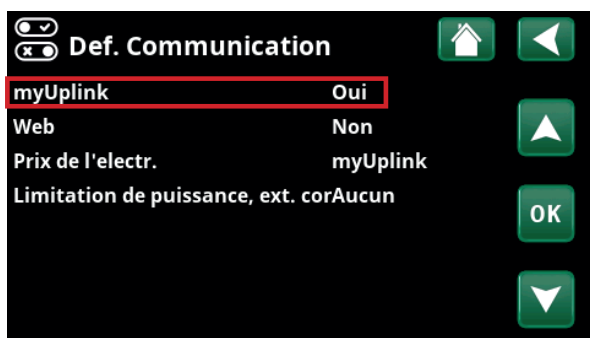 Def. Communication
myUplink Oui
Web Non
Prix de l'electr. myUplink
Limitation de puissance, ext. corAucun
OK